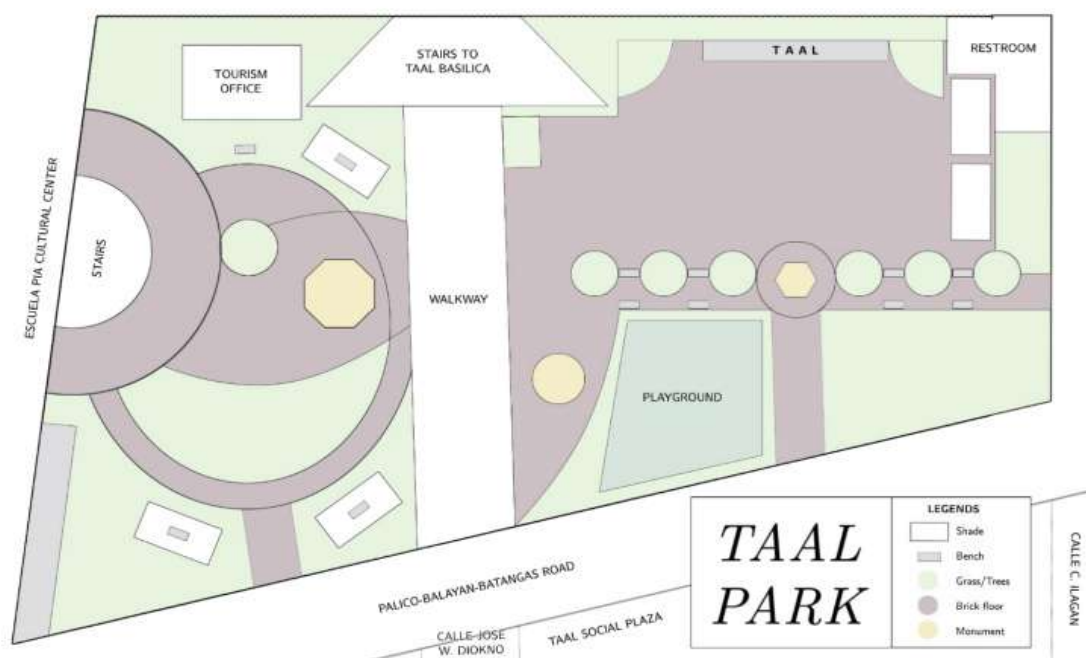 STAIRS TO
TAAL BASILICA
TAAL
RESTROOM
TOURISM
OFFICE
ESCUELA PIA CULTURAL CENTER
STAIRS
WALKWAY
PLAYGROUND
PALICO-BALAYAN-BATANGAS ROAD
CALLE JOSE
W. DIOKNO
TAAL SOCIAL PLAZA
TAAL
PARK
LEGENDS
Shade
Bench
Grass/Trees
Brick floor
Monument
CALLE C. ILAGAN